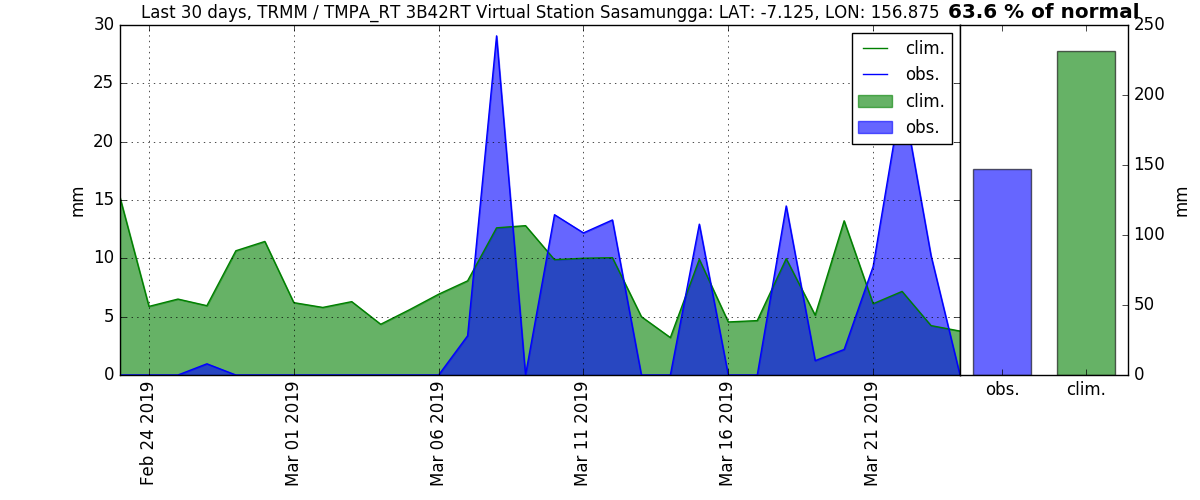 Last 30 days, TRMM / TMPA_RT 3B42RT Virtual Station Sasamungga: LAT: -7.125, LON: 156.875 63.6 % of normal
30
25
20
15
10
5
0
mm
clim.
obs.
clim.
obs.
250
200
150
100
50
0
mm
obs. clim.
Feb 24 2019
Mar 01 2019
Mar 06 2019
Mar 11 2019
Mar 16 2019
Mar 21 2019